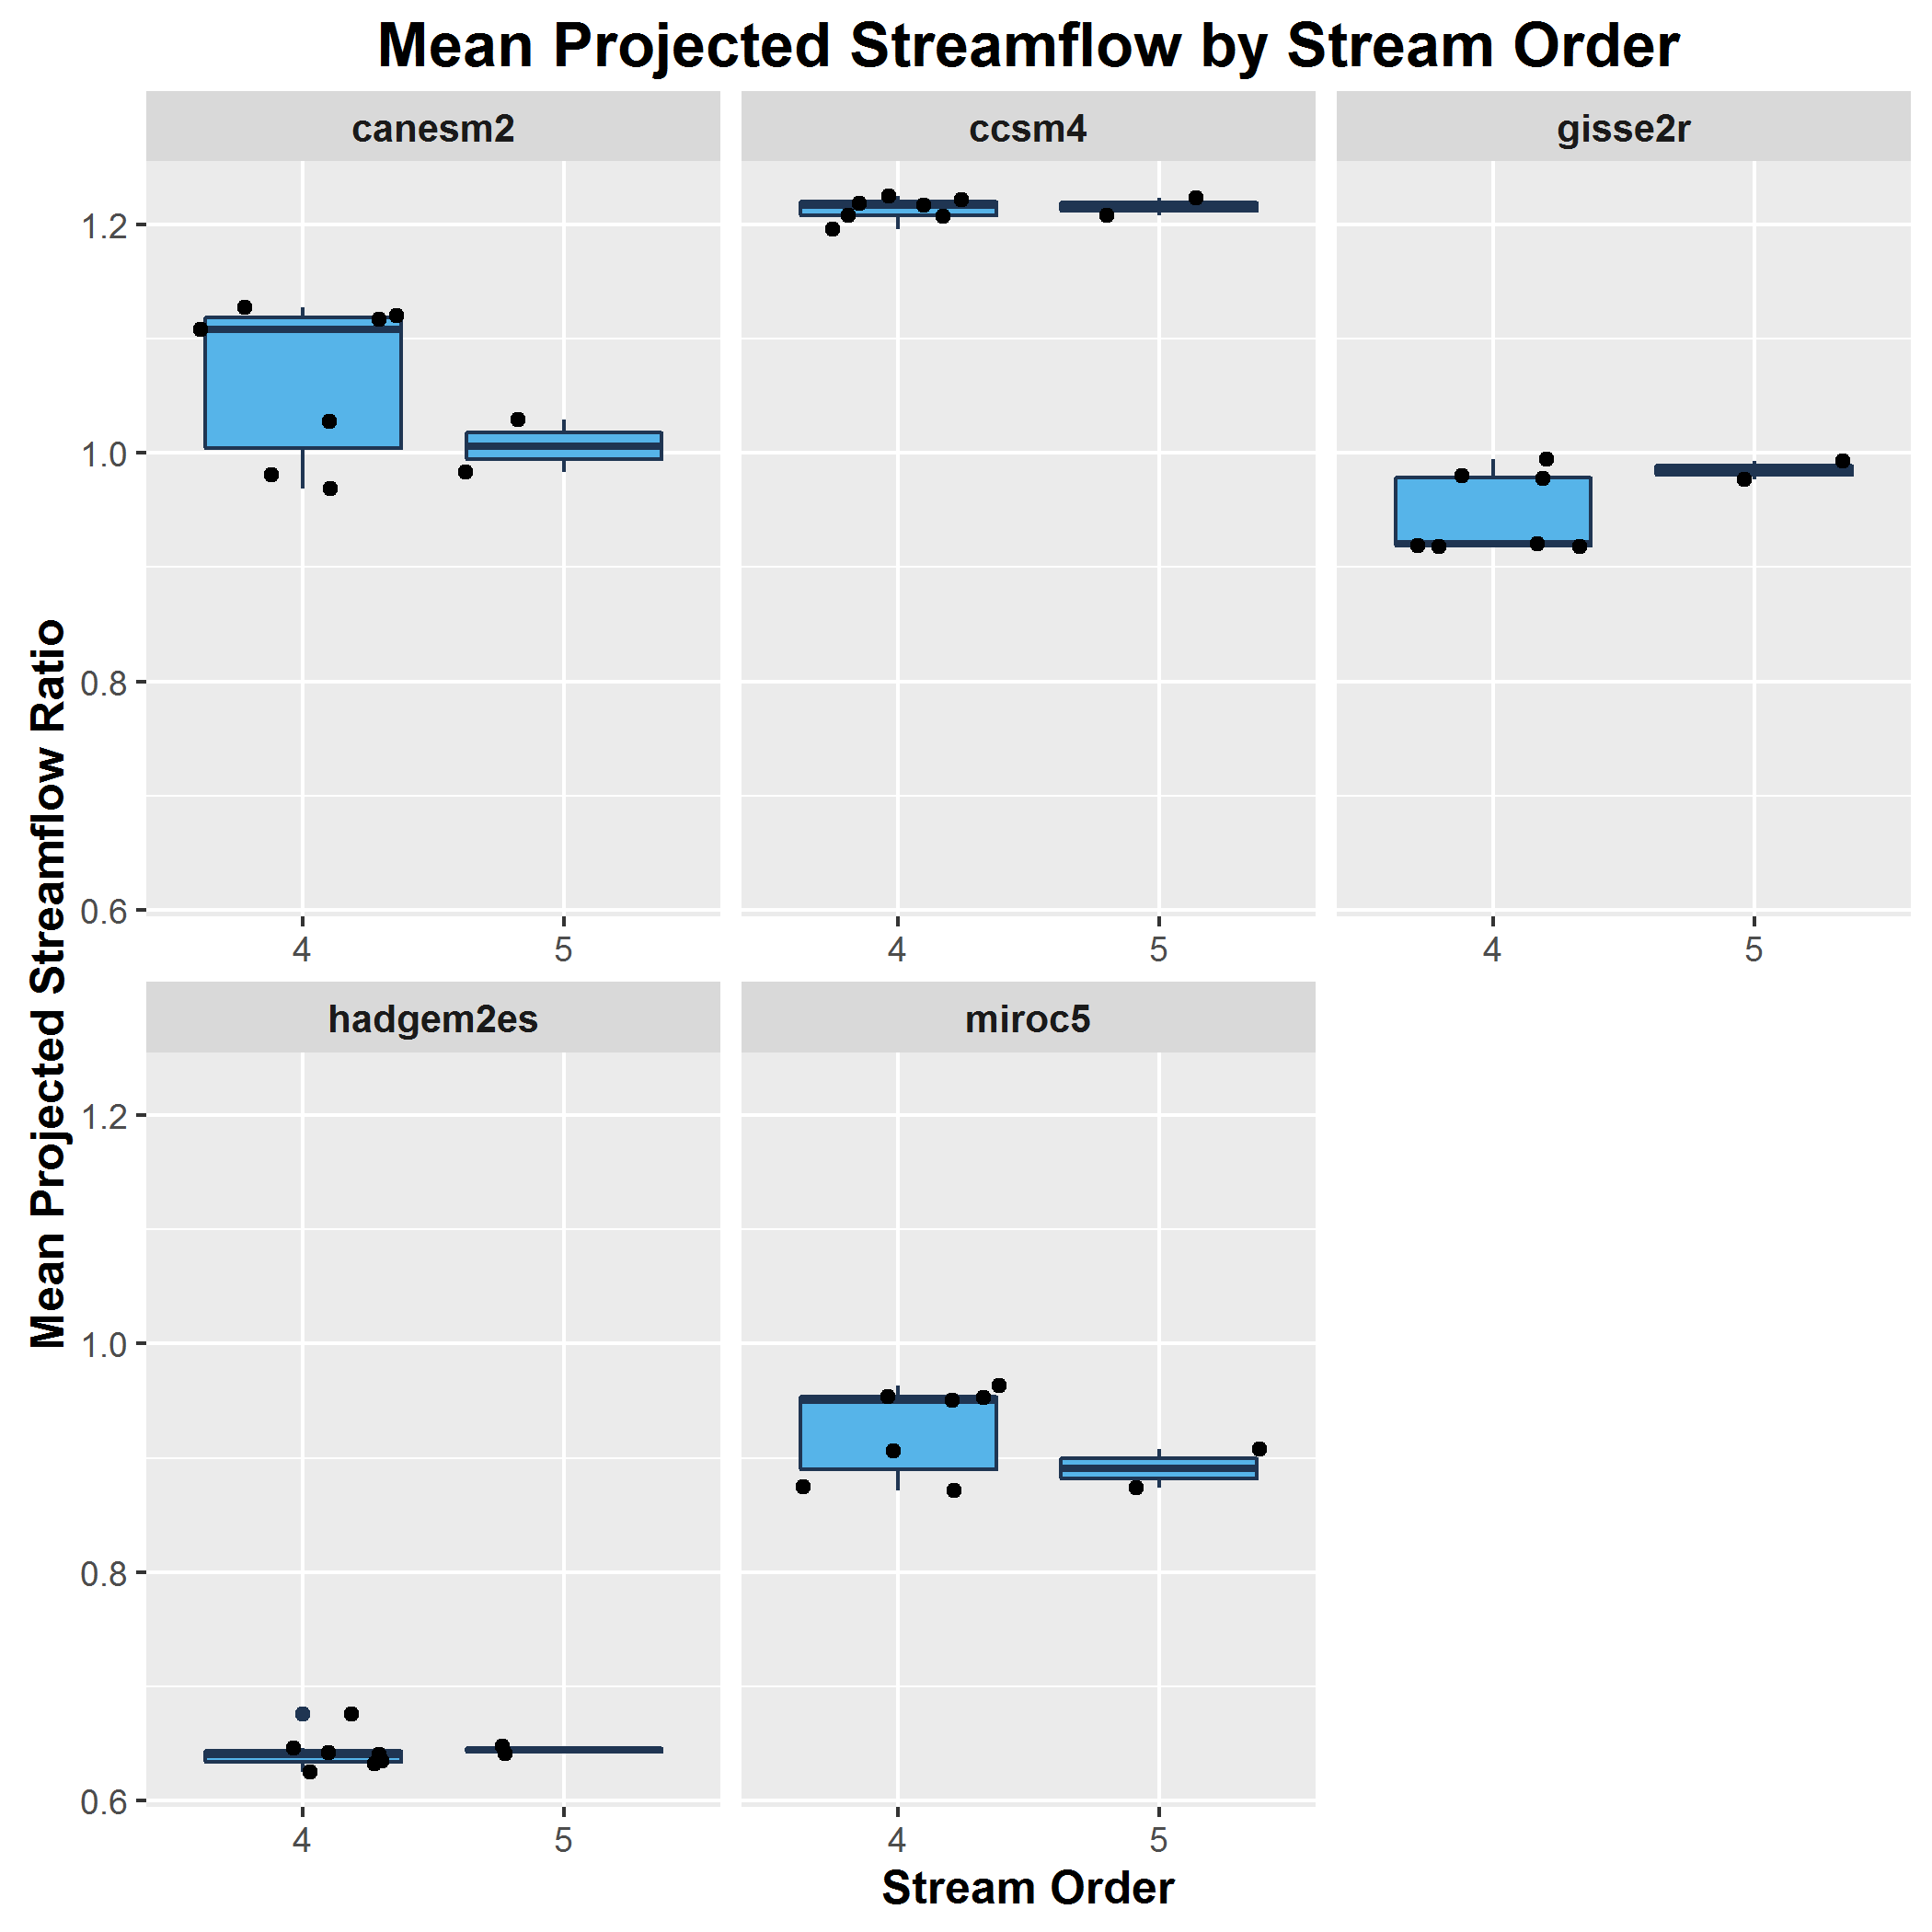 Mean Projected Streamflow by Stream Order
canesm2
ccsm4
gisse2r
1.2
1.0
0.8
0.6
4
5
4
5
4
5
Mean Projected Streamflow Ratio
hadgem2es
miroc5
1.2
1.0
0.8
0.6
4
5
4
5
Stream Order